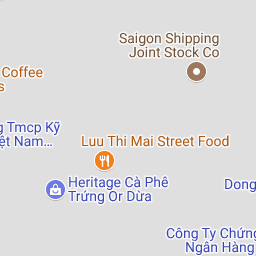 Saigon Shipping
Joint Stock Co
Coffee
s
g Tmcp Kỹ
ệt Nam...
Luu Thi Mai Street Food
Heritage Cà Phê
Trứng Or Dừa
Dong
Công Ty Chứng
Ngân Hàng